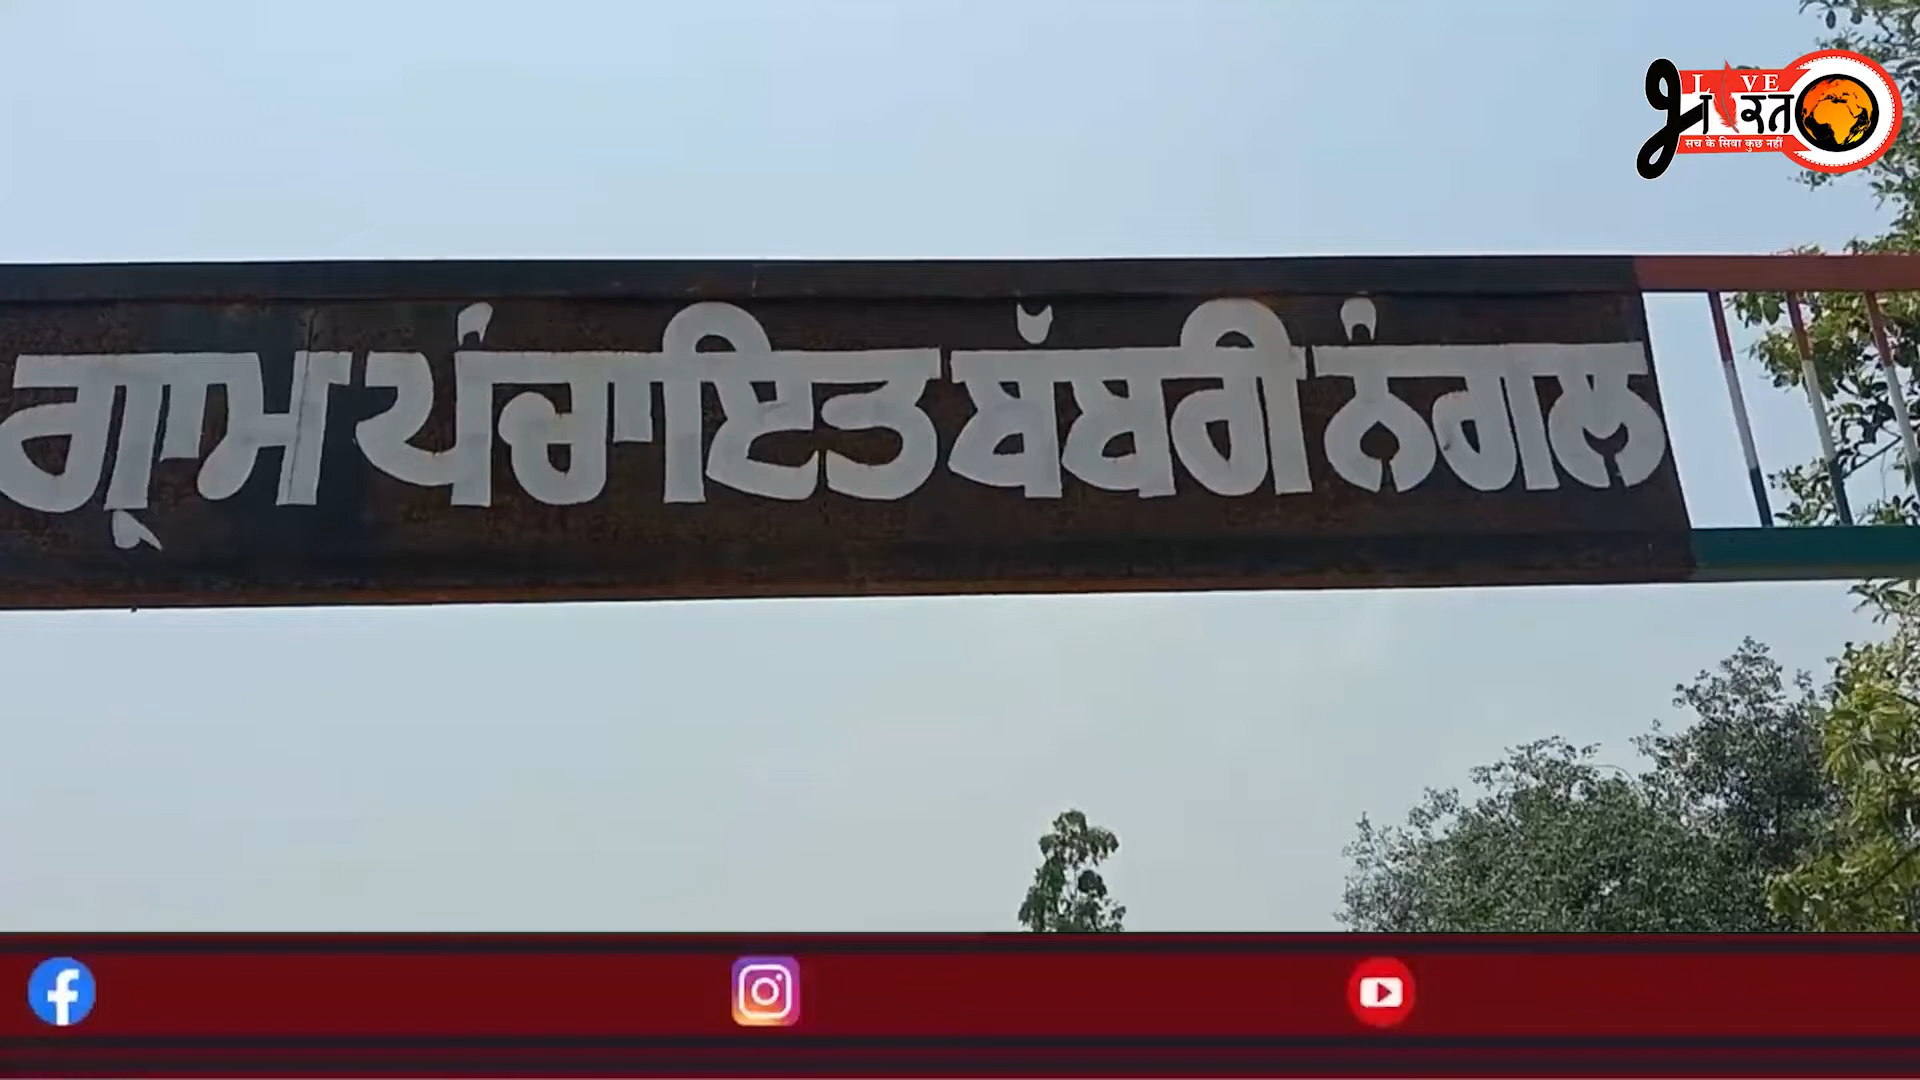 ਗ੍ਰਾਮ ਪੰਚਾਇਤ ਬੱਬਰੀ ਨੰਗਲ
LIVE
भारत
सच के सिवा कुछ नहीं